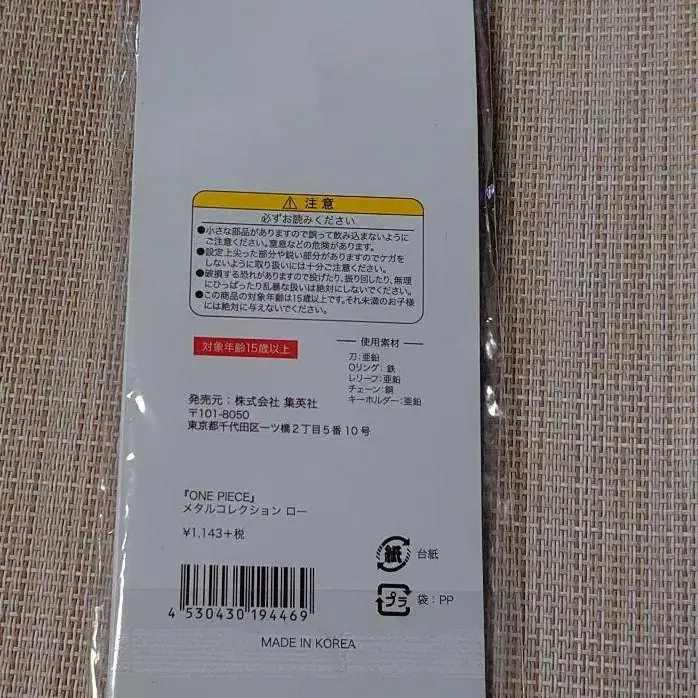 ⚠ 注意
必ずお読みください
●小さな部品がありますので誤って飲み込まないように
ご注意ください。窒息などの危険があります。
●設定上尖った部分や鋭い部分がありますのでケガを
しないように取り扱いには十分ご注意ください。
●破損する恐れがありますので投げたり、振り回したり、無理
にひっぱったり乱暴な扱いは絶対にしないでください。
●この商品の対象年齢は15歳以上です。それ未満のお子様
には絶対に与えないでください。
対象年齢15歳以上
使用素材
刀:亜鉛
Oリング:鉄
レリーフ:亜鉛
チェーン:銅
キーホルダー:亜鉛
発売元:株式会社 集英社
〒101-8050
東京都千代田区一ツ橋2丁目5番10号
『ONE PIECE』
メタルコレクション ロー
¥1,143+税
紙 台紙
プラ 袋:PP
4 530430 194469
MADE IN KOREA